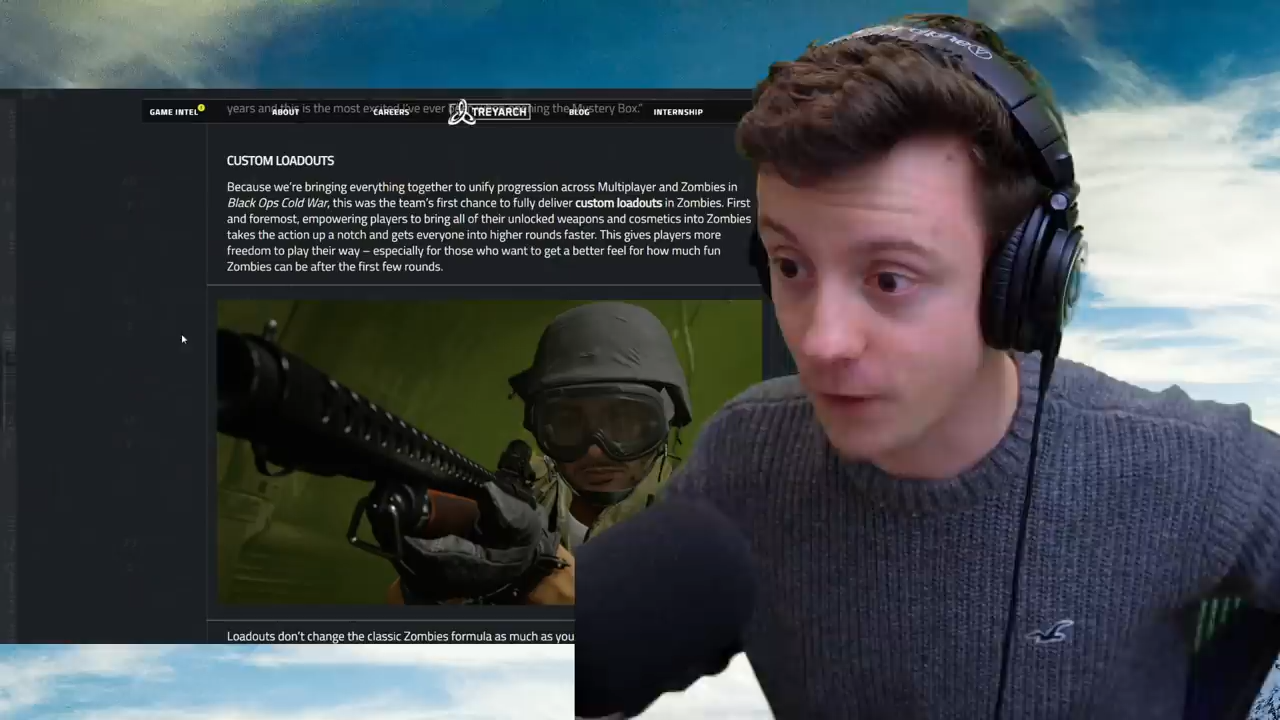 years and this is the most excited I've ever been ning the Mystery Box."
GAME INTEL
ABOUT
CAREERS
TREYARCH
BLOG
INTERNSHIP
CUSTOM LOADOUTS
Because we're bringing everything together to unify progression across Multiplayer and Zombies in
Black Ops Cold War, this was the team's first chance to fully deliver custom loadouts in Zombies. First
and foremost, empowering players to bring all of their unlocked weapons and cosmetics into Zombies
takes the action up a notch and gets everyone into higher rounds faster. This gives players more
freedom to play their way – especially for those who want to get a better feel for how much fun
Zombies can be after the first few rounds.
Loadouts don't change the classic Zombies formula as much as you